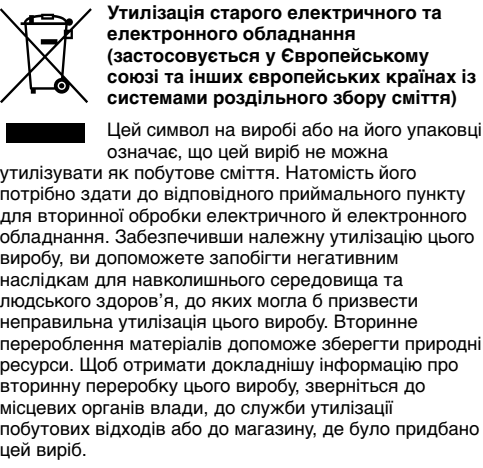 Утилізація старого електричного та
електронного обладнання
(застосовується у Європейському
союзі та інших європейських країнах із
системами роздільного збору сміття)
Цей символ на виробі або на його упаковці
означає, що цей виріб не можна
утилізувати як побутове сміття. Натомість його
потрібно здати до відповідного приймального пункту
для вторинної обробки електричного й електронного
обладнання. Забезпечивши належну утилізацію цього
виробу, ви допоможете запобігти негативним
наслідкам для навколишнього середовища та
людського здоров’я, до яких могла б призвести
неправильна утилізація цього виробу. Вторинне
перероблення матеріалів допоможе зберегти природні
ресурси. Щоб отримати докладнішу інформацію про
вторинну переробку цього виробу, зверніться до
місцевих органів влади, до служби утилізації
побутових відходів або до магазину, де було придбано
цей виріб.